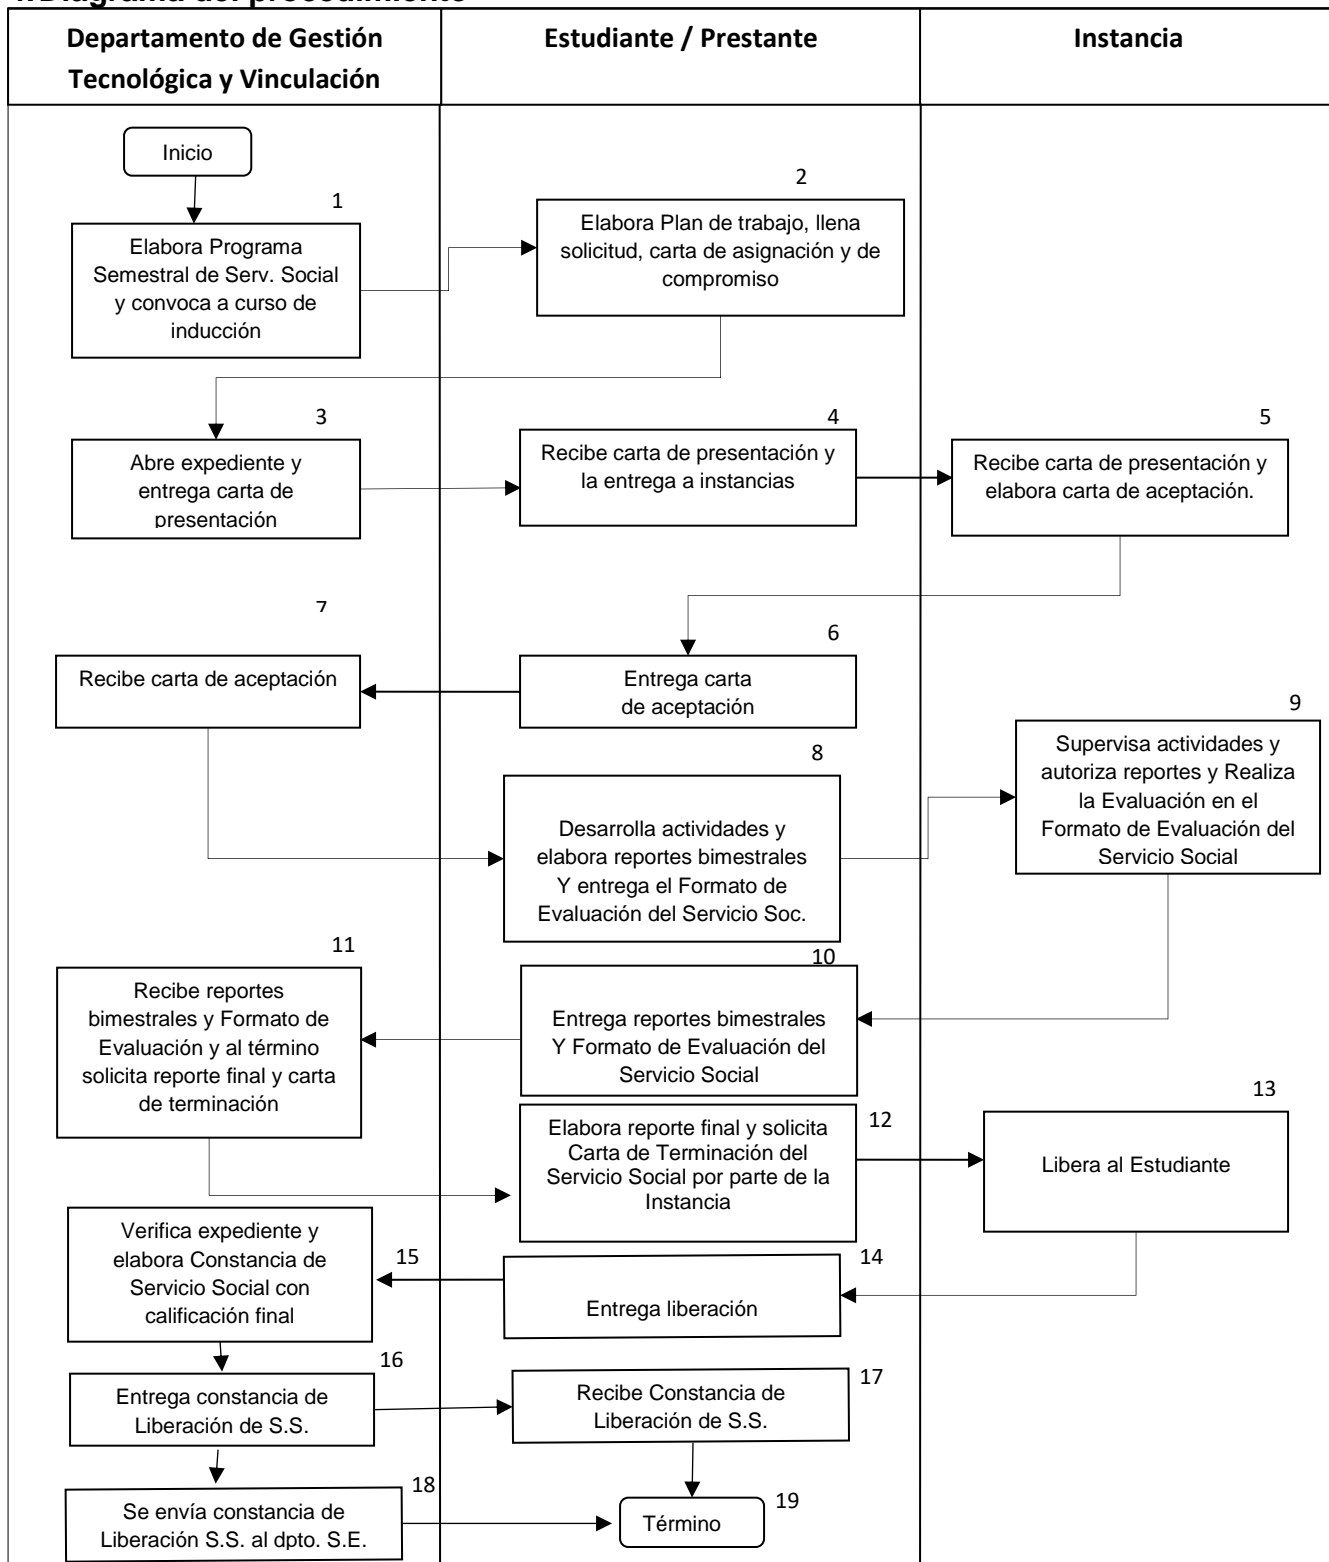 4.Diagrama del procedimiento
Departamento de Gestión
Tecnológica y Vinculación
Estudiante / Prestante
Instancia
Inicio
1
Elabora Programa
Semestral de Serv. Social
y convoca a curso de
inducción
2
Elabora Plan de trabajo, llena
solicitud, carta de asignación y de
compromiso
3
Abre expediente y
entrega carta de
presentación
4
Recibe carta de presentación y
la entrega a instancias
5
Recibe carta de presentación y
elabora carta de aceptación.
7
Recibe carta de aceptación
6
Entrega carta
de aceptación
8
Desarrolla actividades y
elabora reportes bimestrales
Y entrega el Formato de
Evaluación del Servicio Soc.
9
Supervisa actividades y
autoriza reportes y Realiza
la Evaluación en el
Formato de Evaluación del
Servicio Social
11
Recibe reportes
bimestrales y Formato de
Evaluación y al término
solicita reporte final y carta
de terminación
10
Entrega reportes bimestrales
Y Formato de Evaluación del
Servicio Social
12
Elabora reporte final y solicita
Carta de Terminación del
Servicio Social por parte de la
Instancia
13
Libera al Estudiante
15
Verifica expediente y
elabora Constancia de
Servicio Social con
calificación final
14
Entrega liberación
16
Entrega constancia de
Liberación de S.S.
17
Recibe Constancia de
Liberación de S.S.
18
Se envía constancia de
Liberación S.S. al dpto. S.E.
19
Término